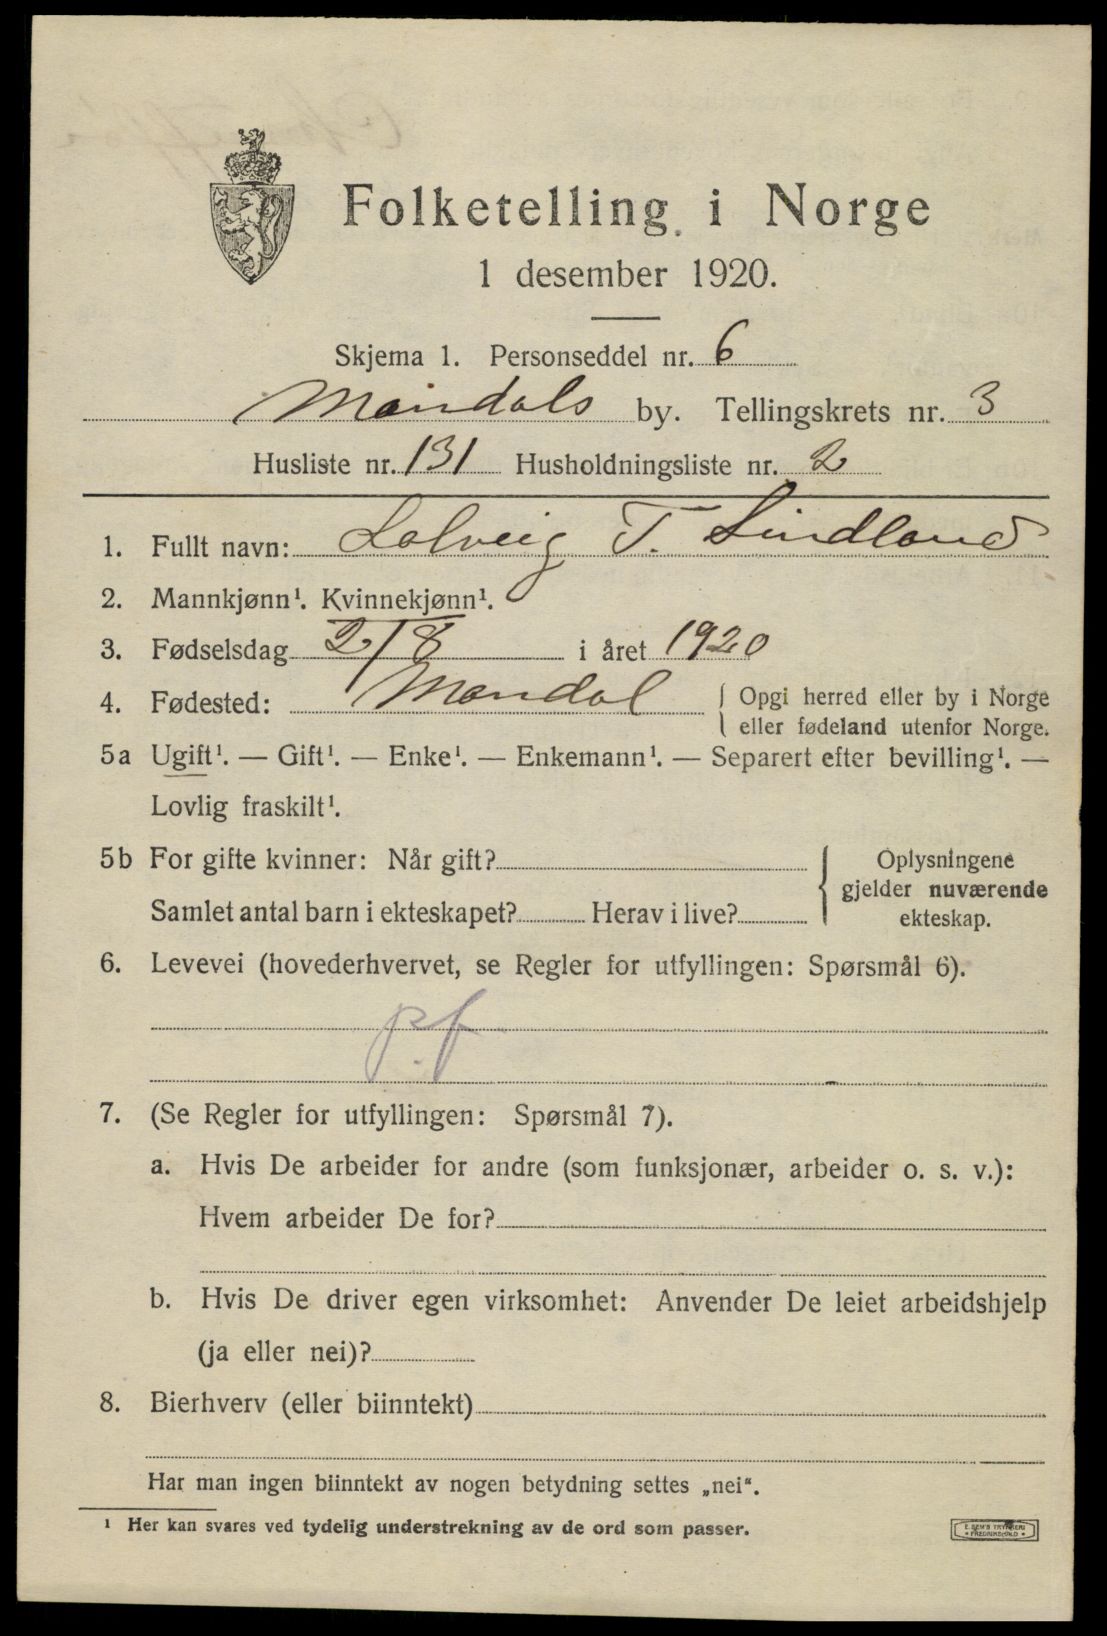 Folketelling i Norge
1 desember 1920.
Skjema 1. Personseddel nr. 6
Mandals by. Tellingskrets nr. 3
Husliste nr. 131 Husholdningsliste nr. 2
1. Fullt navn: Solveig T. Lindland
2. Mannkjønn¹. Kvinnekjønn¹.
3. Fødselsdag 2/8 i året 1920
4. Fødested: Mandal { Opgi herred eller by i Norge
eller fødeland utenfor Norge.
5a Ugift¹. — Gift¹. — Enke¹. — Enkemann¹. — Separert efter bevilling¹. —
Lovlig fraskilt¹.
5b For gifte kvinner: Når gift? { Oplysningene
gjelder nuværende
Samlet antal barn i ekteskapet? Herav i live? ekteskap.
6. Levevei (hovederhvervet, se Regler for utfyllingen: Spørsmål 6).
p.f
7. (Se Regler for utfyllingen: Spørsmål 7).
a. Hvis De arbeider for andre (som funksjonær, arbeider o. s. v.):
Hvem arbeider De for?
b. Hvis De driver egen virksomhet: Anvender De leiet arbeidshjelp
(ja eller nei)?
8. Bierhverv (eller biinntekt)
Har man ingen biinntekt av nogen betydning settes „nei“.
¹ Her kan svares ved tydelig understrekning av de ord som passer.
E. SEM'S TRYKKERI
FREDRIKSHALD